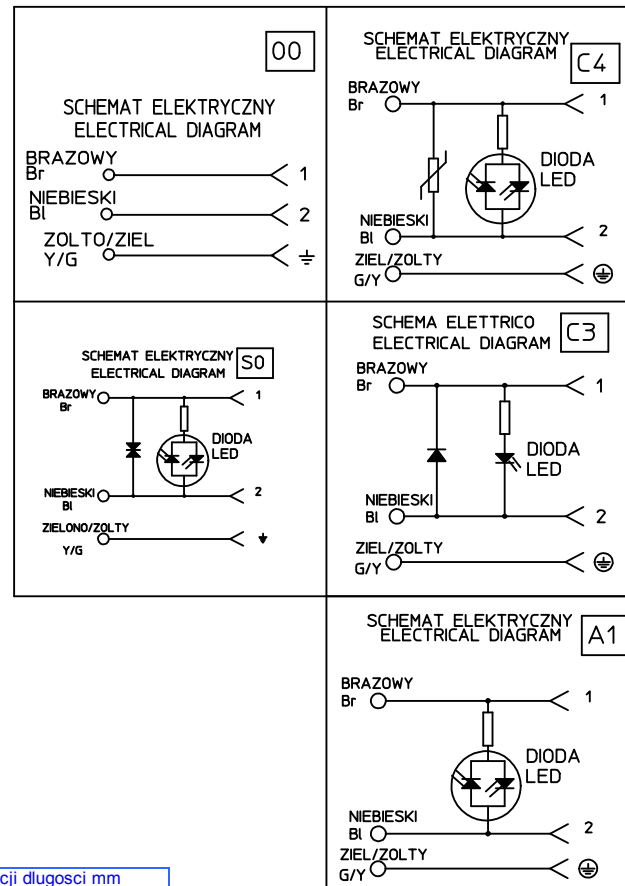 00
SCHEMAT ELEKTRYCZNY
ELECTRICAL DIAGRAM
BRAZOWY
Br
1
NIEBIESKI
Bl
2
ZOLTO/ZIEL
Y/G
SCHEMAT ELEKTRYCZNY
ELECTRICAL DIAGRAM
C4
BRAZOWY
Br
1
DIODA
LED
NIEBIESKI
Bl
2
ZIEL/ZOLTY
G/Y
SCHEMAT ELEKTRYCZNY
ELECTRICAL DIAGRAM
S0
BRAZOWY
Br
1
DIODA
LED
NIEBIESKI
Bl
2
ZIELONO/ZOLTY
Y/G
SCHEMA ELETTRICO
ELECTRICAL DIAGRAM
C3
BRAZOWY
Br
1
DIODA
LED
NIEBIESKI
Bl
2
ZIEL/ZOLTY
G/Y
SCHEMAT ELEKTRYCZNY
ELECTRICAL DIAGRAM
A1
BRAZOWY
Br
1
DIODA
LED
NIEBIESKI
Bl
2
ZIEL/ZOLTY
G/Y
cji dlugosci mm